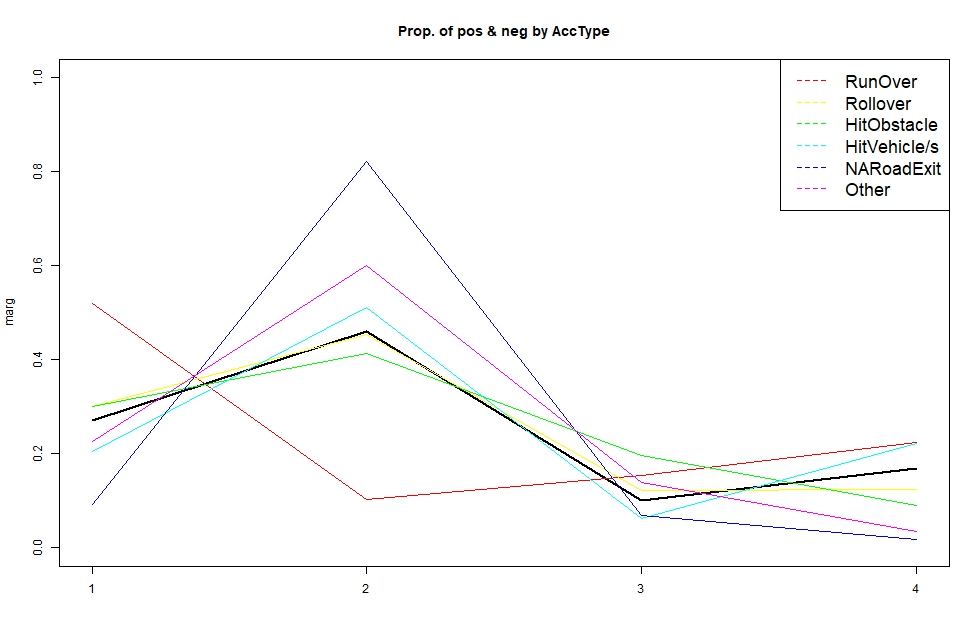 Prop. of pos & neg by AccType
RunOver
Rollover
HitObstacle
HitVehicle/s
NARoadExit
Other
marg
1.0
0.8
0.6
0.4
0.2
0.0
1 2 3 4